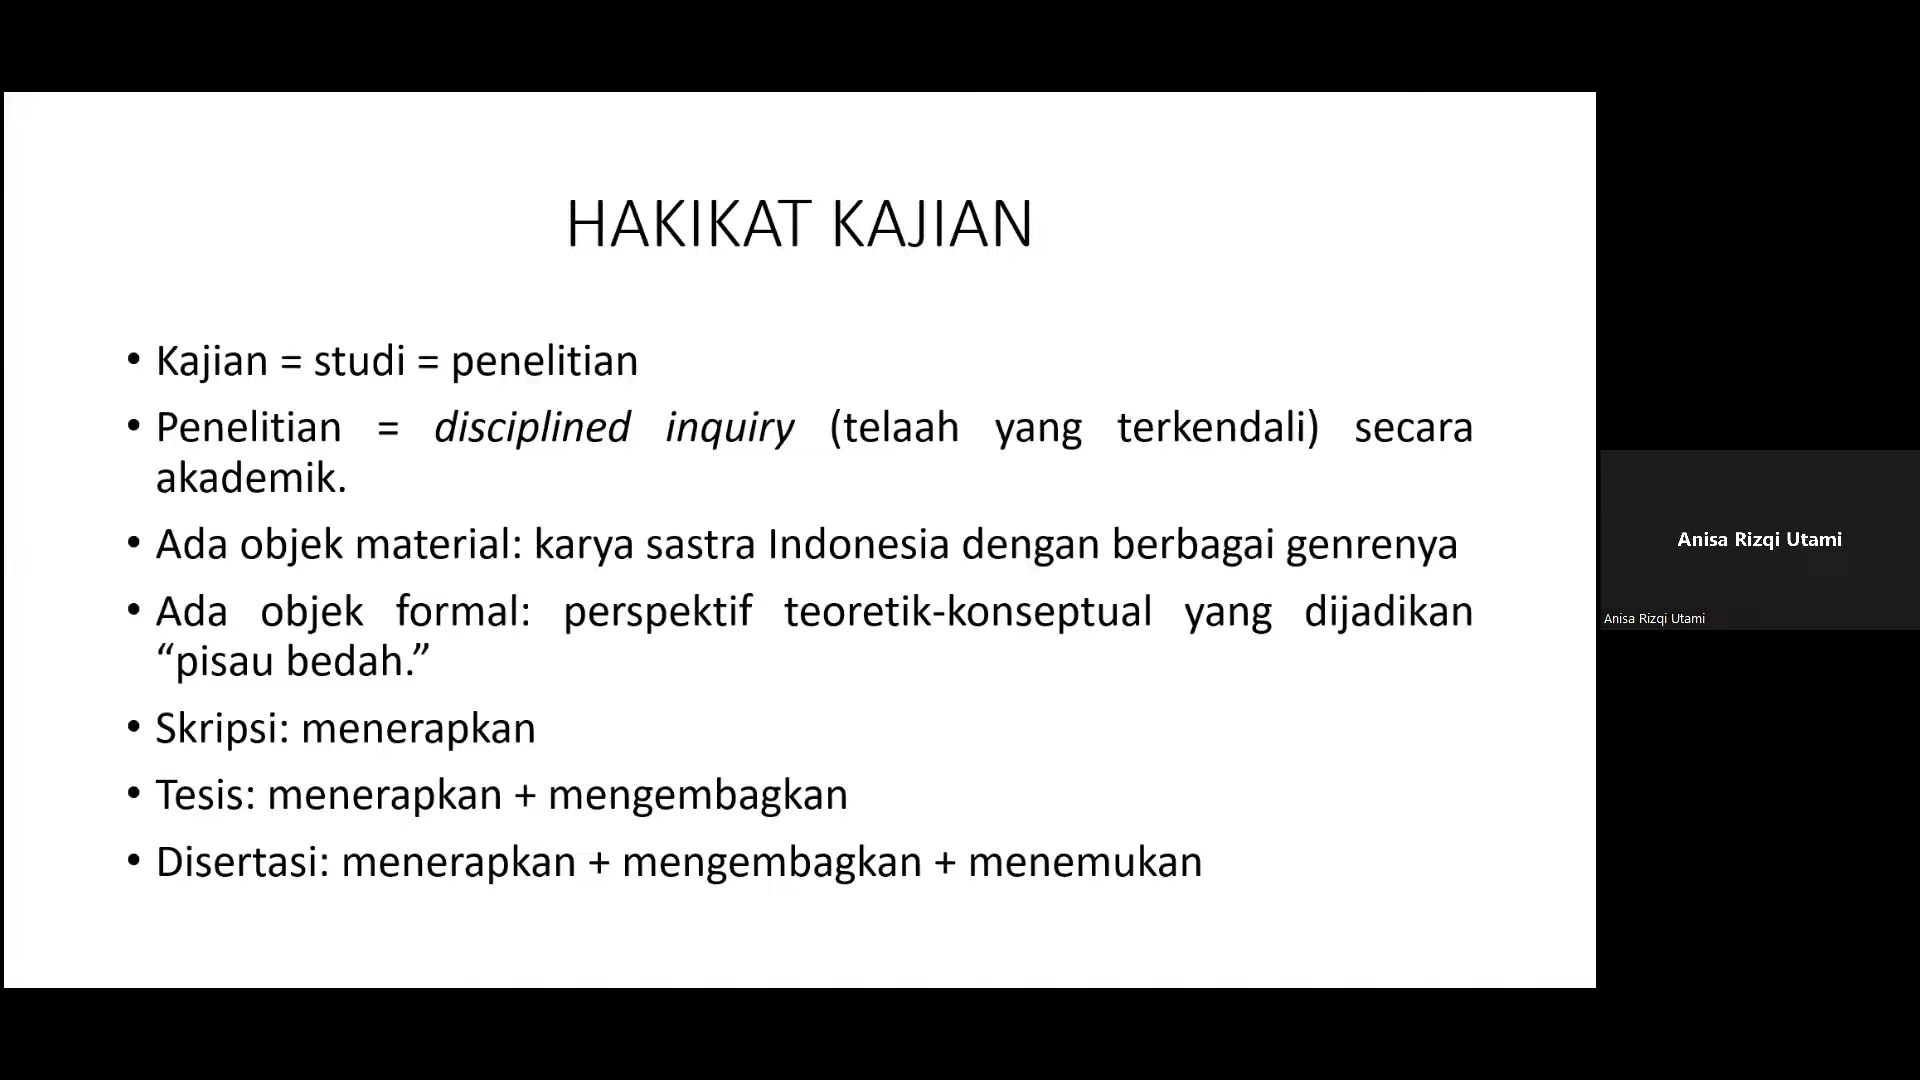 HAKIKAT KAJIAN
• Kajian = studi = penelitian
• Penelitian = disciplined inquiry (telaah yang terkendali) secara
akademik.
• Ada objek material: karya sastra Indonesia dengan berbagai genrenya
• Ada objek formal: perspektif teoretik-konseptual yang dijadikan
“pisau bedah.”
• Skripsi: menerapkan
• Tesis: menerapkan + mengembagkan
• Disertasi: menerapkan + mengembagkan + menemukan
Anisa Rizqi Utami
Anisa Rizqi Utami